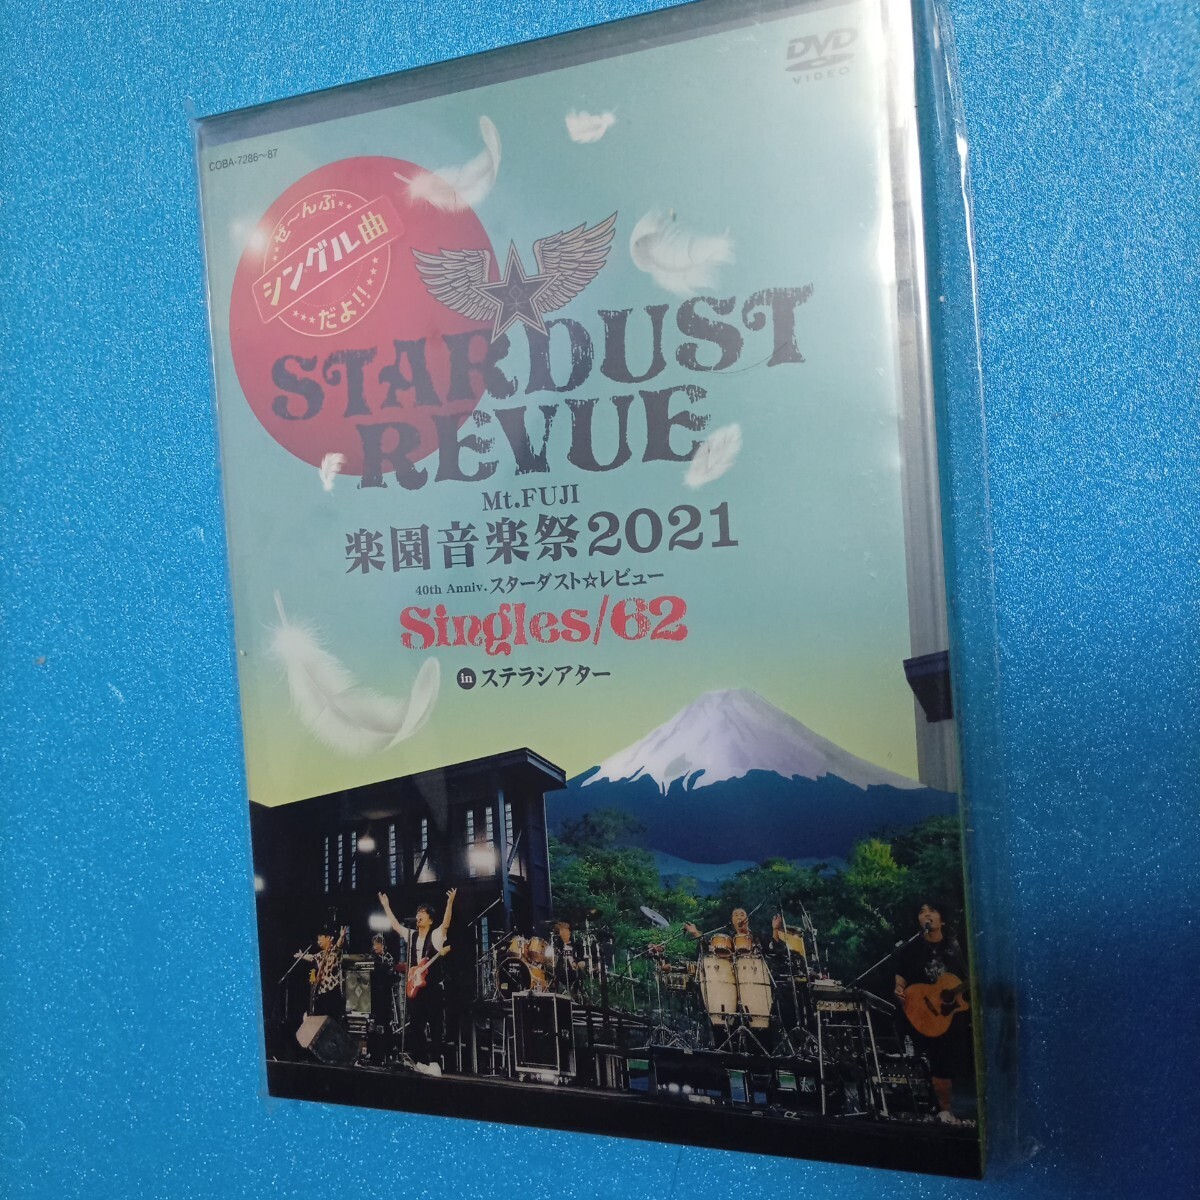 DVD
VIDEO
COBA-7286～87
ぜ～んぶ
シングル曲
だよ!!
STARDUST
REVUE
Mt.FUJI
楽園音楽祭2021
40th Anniv. スターダスト☆レビュー
Singles/62
in ステラシアター